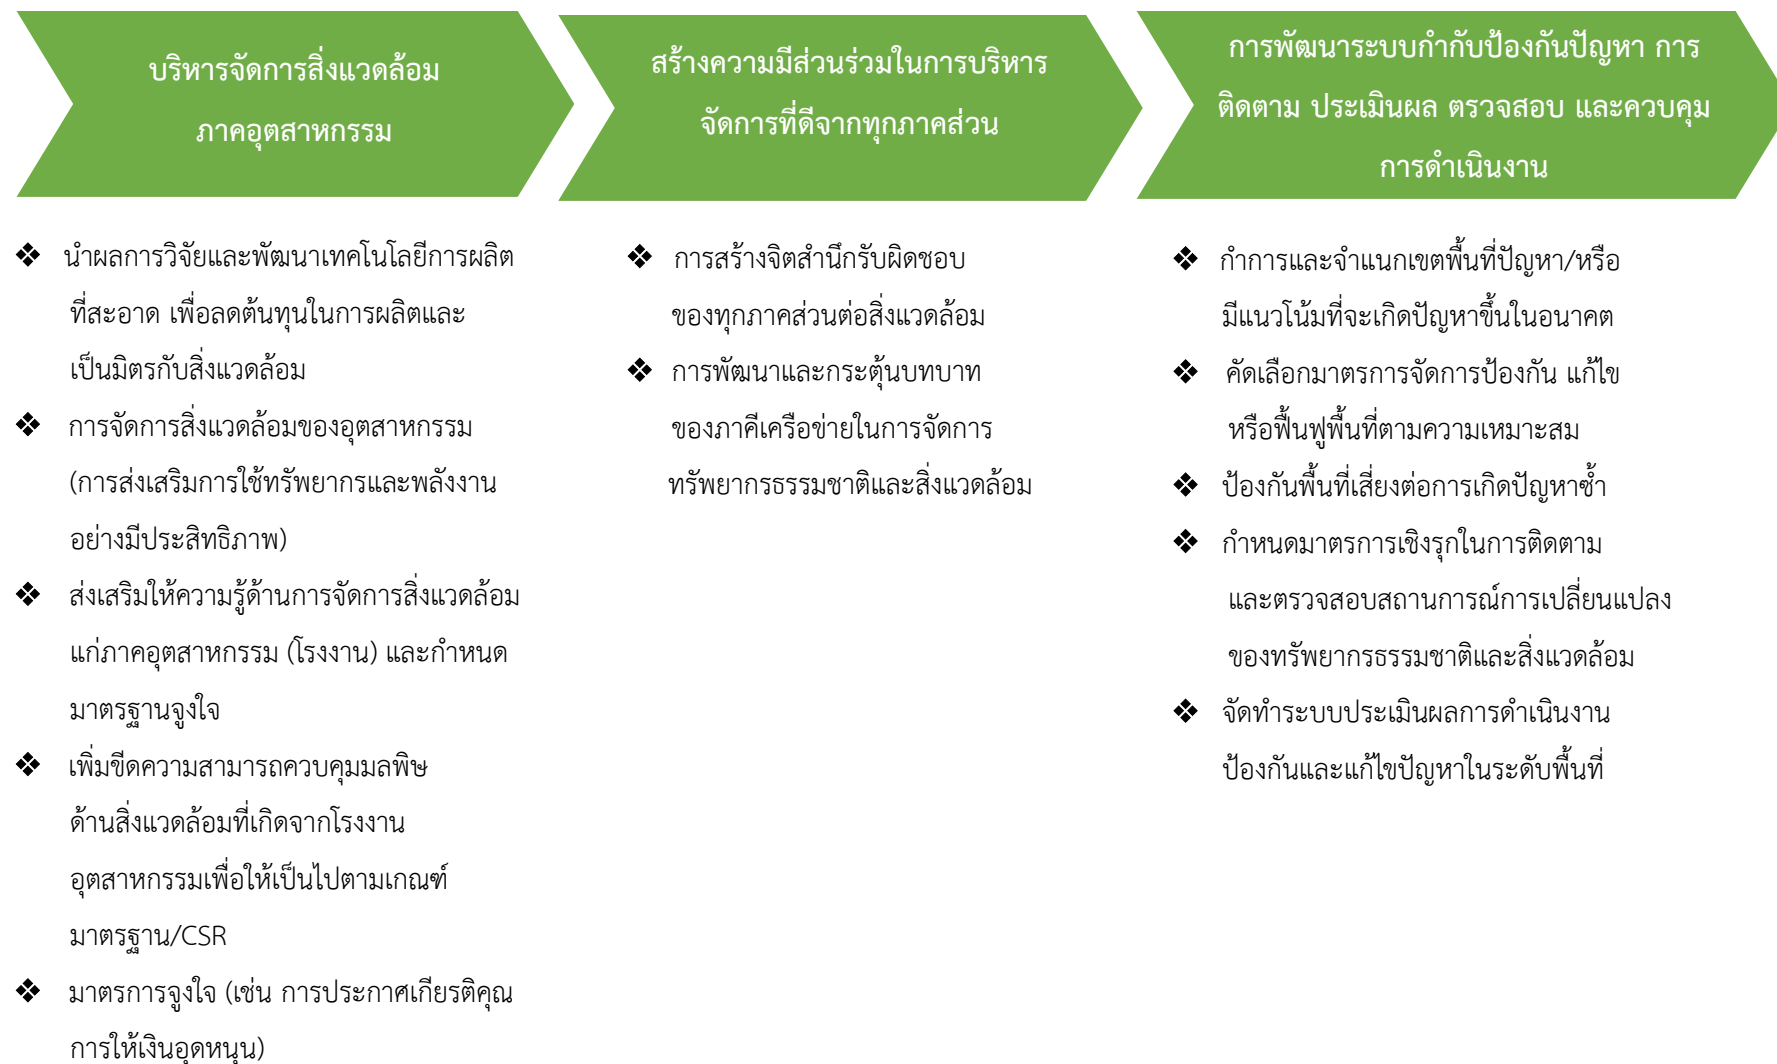 บริหารจัดการสิ่งแวดล้อม
ภาคอุตสาหกรรม
❖ นำผลการวิจัยและพัฒนาเทคโนโลยีการผลิต
ที่สะอาด เพื่อลดต้นทุนในการผลิตและ
เป็นมิตรกับสิ่งแวดล้อม
❖ การจัดการสิ่งแวดล้อมของอุตสาหกรรม
(การส่งเสริมการใช้ทรัพยากรและพลังงาน
อย่างมีประสิทธิภาพ)
❖ ส่งเสริมให้ความรู้ด้านการจัดการสิ่งแวดล้อม
แก่ภาคอุตสาหกรรม (โรงงาน) และกำหนด
มาตรฐานจูงใจ
❖ เพิ่มขีดความสามารถควบคุมมลพิษ
ด้านสิ่งแวดล้อมที่เกิดจากโรงงาน
อุตสาหกรรมเพื่อให้เป็นไปตามเกณฑ์
มาตรฐาน/CSR
❖ มาตรการจูงใจ (เช่น การประกาศเกียรติคุณ
การให้เงินอุดหนุน)
สร้างความมีส่วนร่วมในการบริหาร
จัดการที่ดีจากทุกภาคส่วน
❖ การสร้างจิตสำนึกรับผิดชอบ
ของทุกภาคส่วนต่อสิ่งแวดล้อม
❖ การพัฒนาและกระตุ้นบทบาท
ของภาคีเครือข่ายในการจัดการ
ทรัพยากรธรรมชาติและสิ่งแวดล้อม
การพัฒนาระบบกำกับป้องกันปัญหา การ
ติดตาม ประเมินผล ตรวจสอบ และควบคุม
การดำเนินงาน
❖ กำการและจำแนกเขตพื้นที่ปัญหา/หรือ
มีแนวโน้มที่จะเกิดปัญหาขึ้นในอนาคต
❖ คัดเลือกมาตรการจัดการป้องกัน แก้ไข
หรือฟื้นฟูพื้นที่ตามความเหมาะสม
❖ ป้องกันพื้นที่เสี่ยงต่อการเกิดปัญหาซ้ำ
❖ กำหนดมาตรการเชิงรุกในการติดตาม
และตรวจสอบสถานการณ์การเปลี่ยนแปลง
ของทรัพยากรธรรมชาติและสิ่งแวดล้อม
❖ จัดทำระบบประเมินผลการดำเนินงาน
ป้องกันและแก้ไขปัญหาในระดับพื้นที่